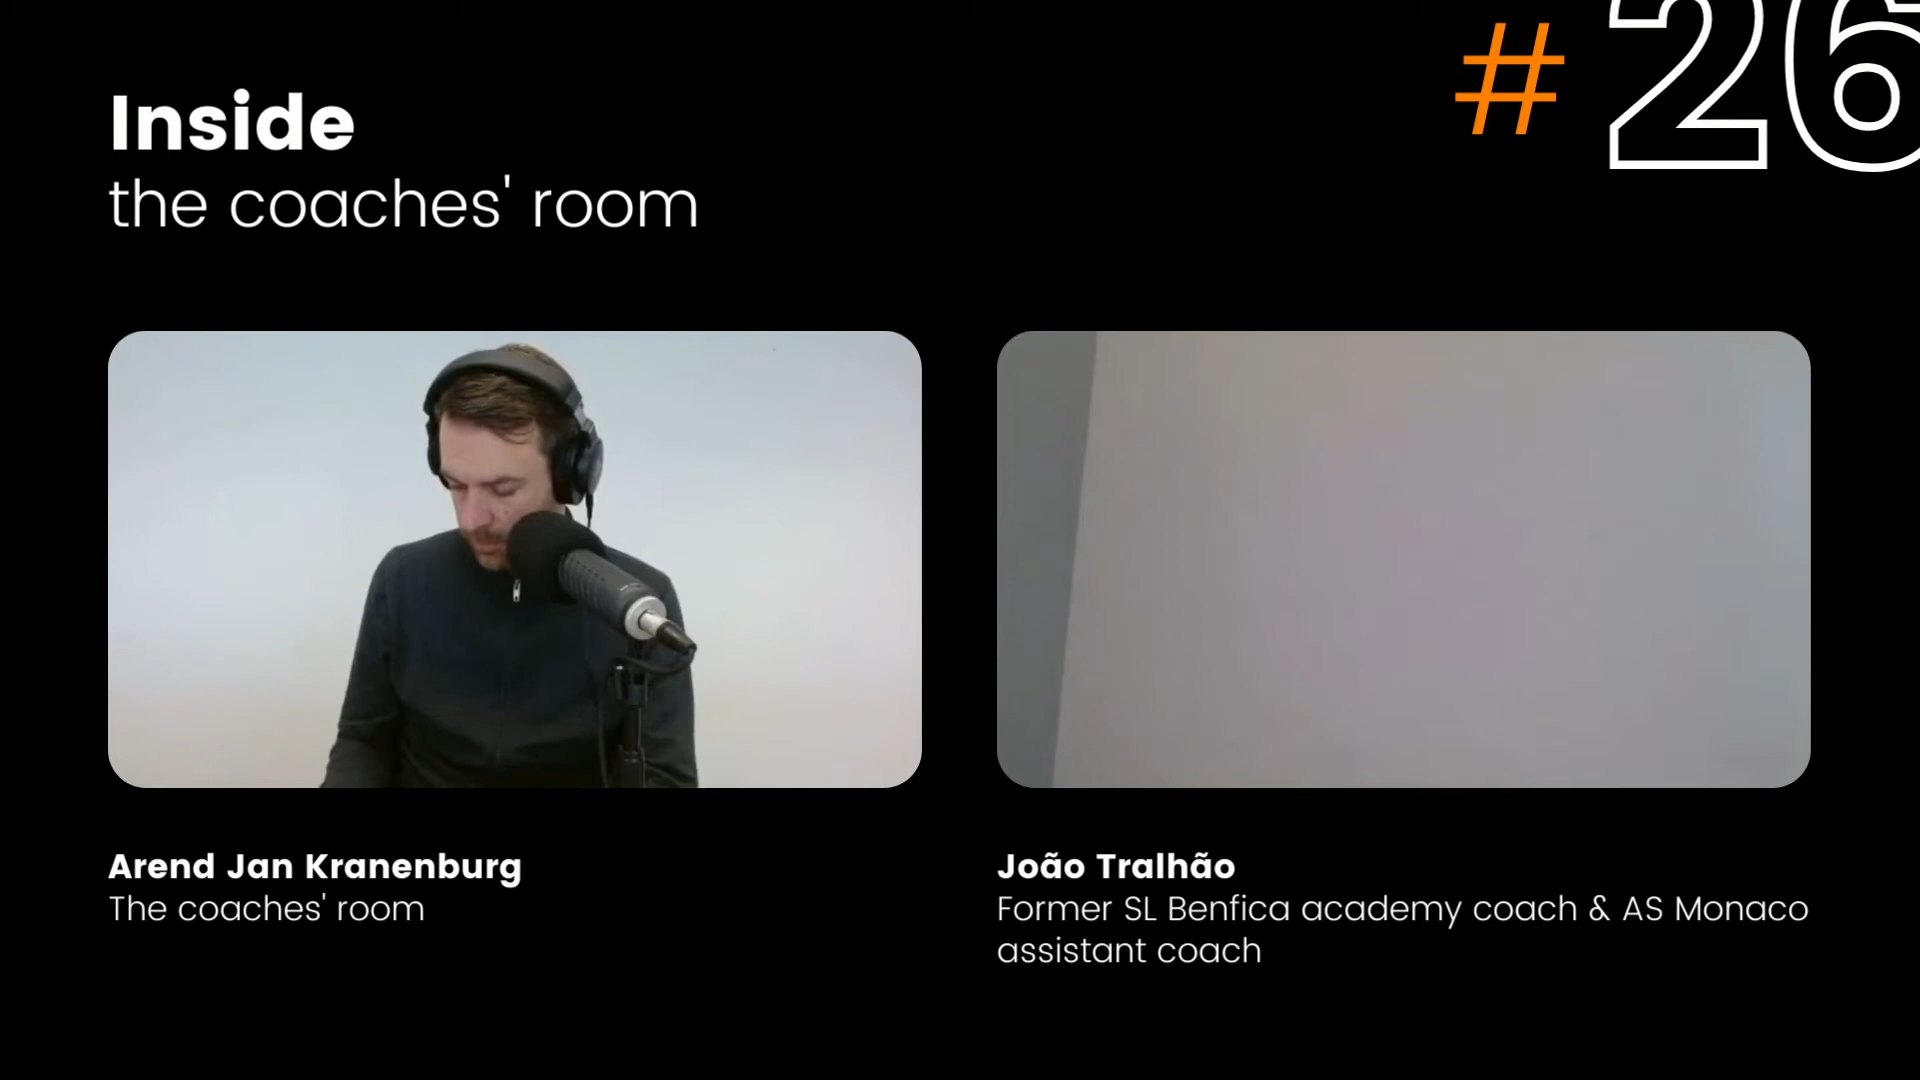 # 26
Inside
the coaches' room
Arend Jan Kranenburg
The coaches' room
João Tralhão
Former SL Benfica academy coach & AS Monaco
assistant coach